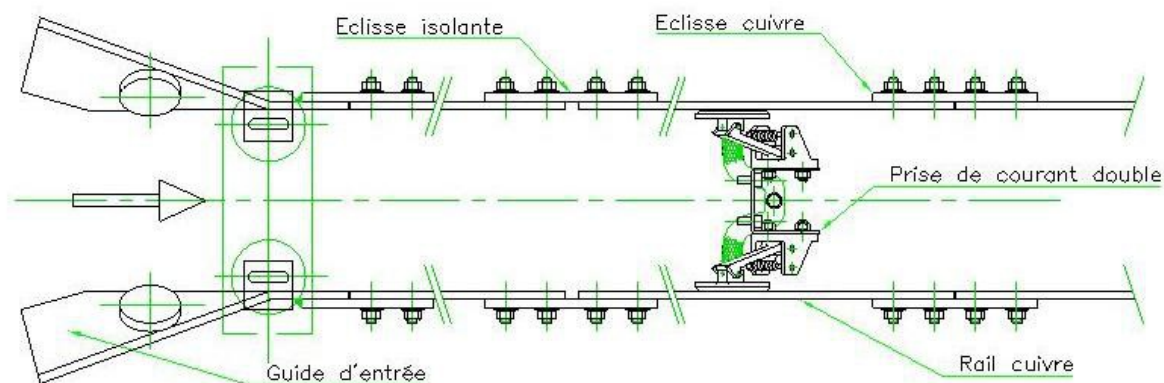 Eclisse isolante
Eclisse cuivre
Prise de courant double
Guide d'entrée
Rail cuivre